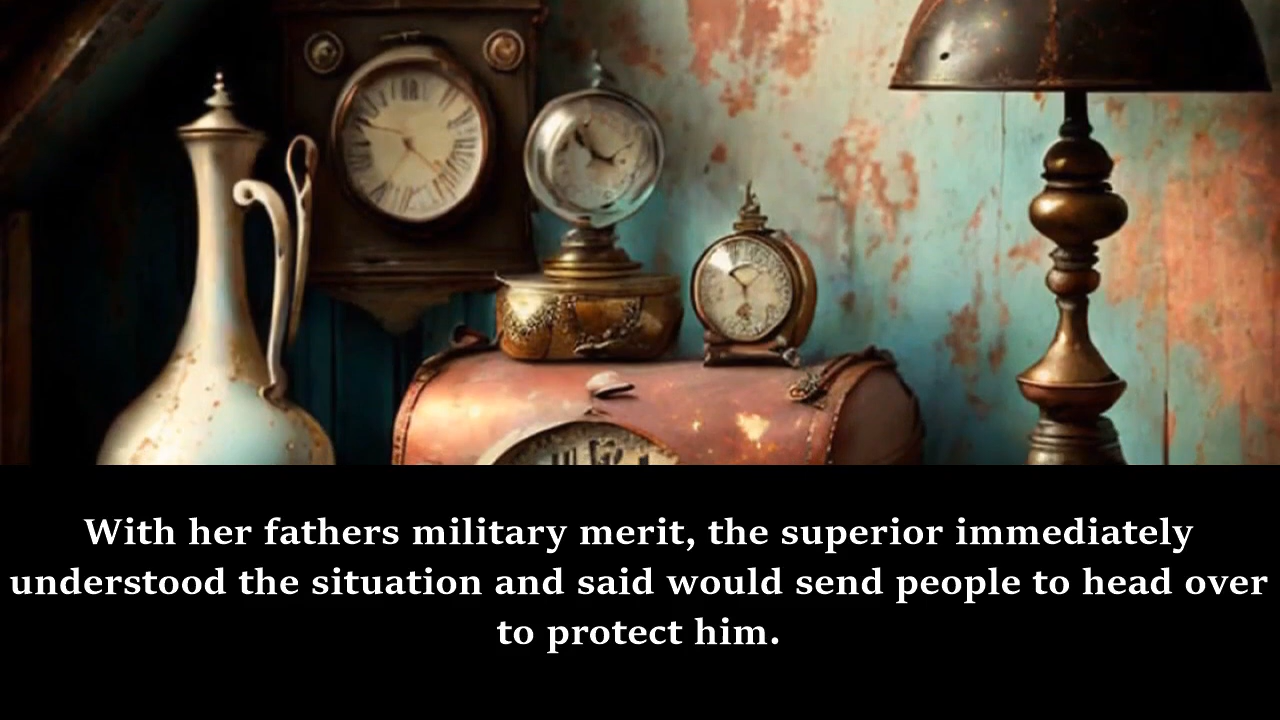 With her fathers military merit, the superior immediately
understood the situation and said would send people to head over
to protect him.